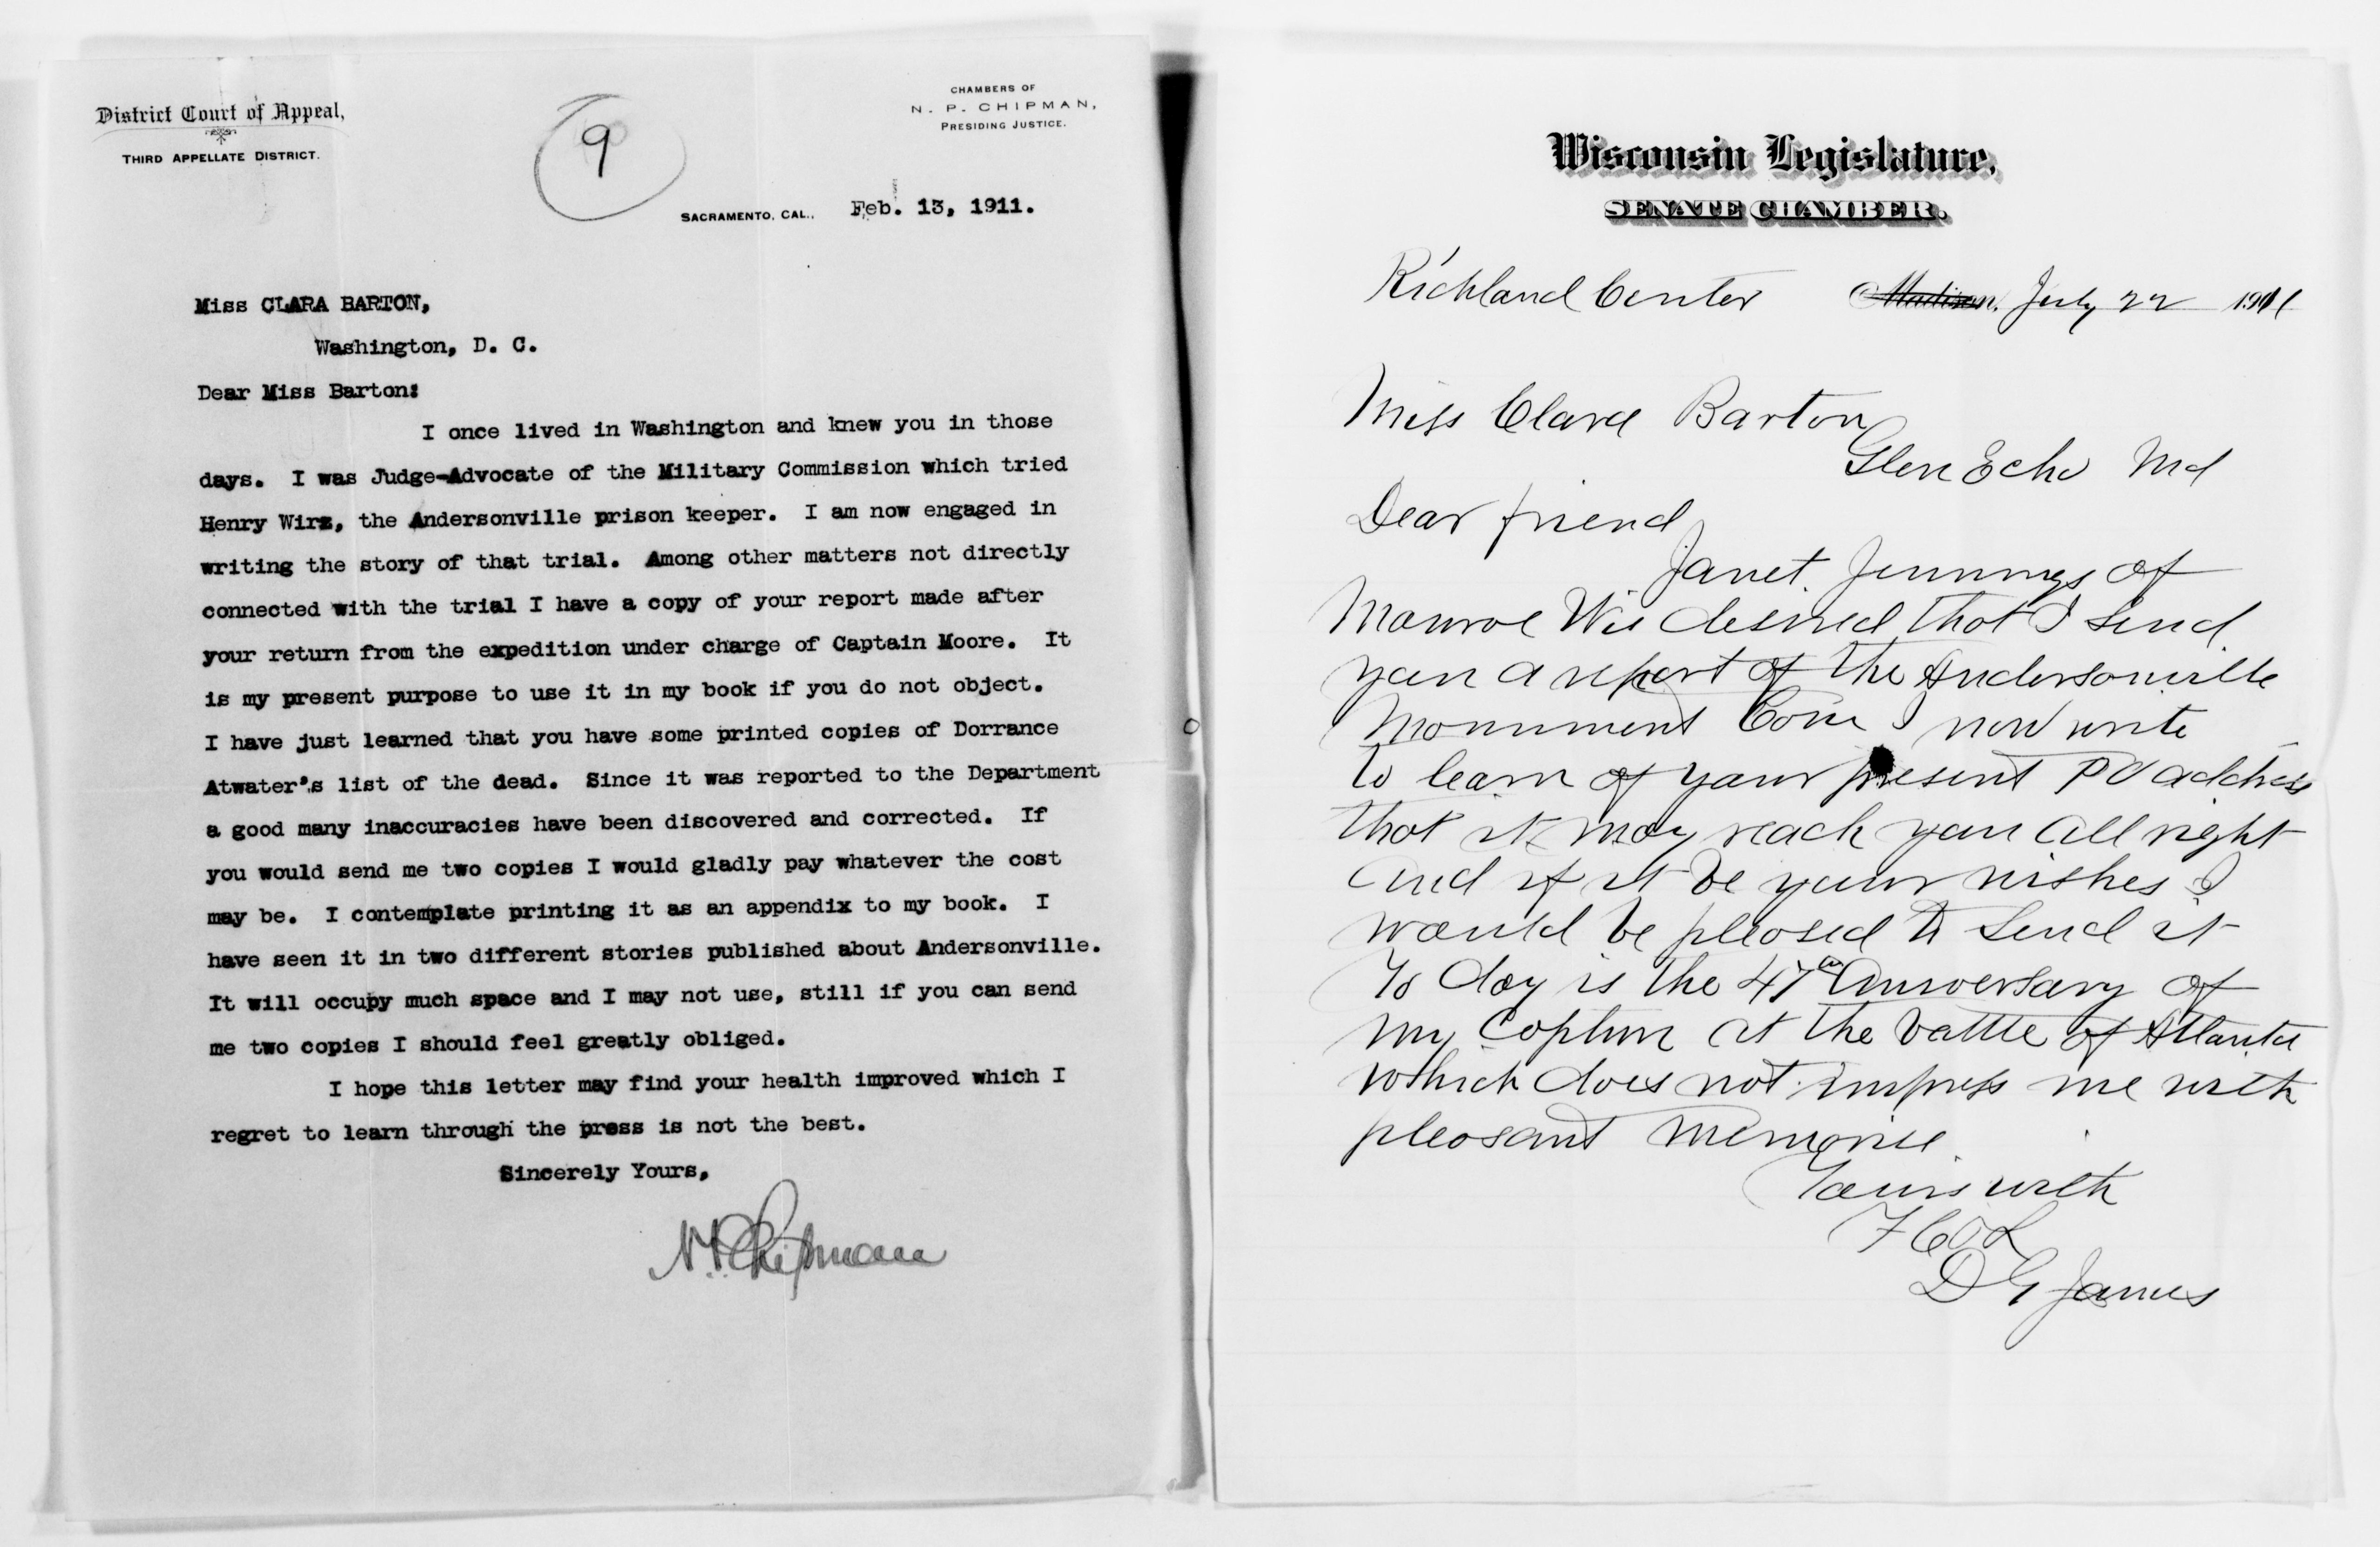 District Court of Appeal,
THIRD APPELLATE DISTRICT.
9
CHAMBERS OF
N. P. CHIPMAN,
PRESIDING JUSTICE.
SACRAMENTO, CAL., Feb. 13, 1911.
Miss CLARA BARTON,
Washington, D. C.
Dear Miss Barton:
I once lived in Washington and knew you in those
days. I was Judge-Advocate of the Military Commission which tried
Henry Wirz, the Andersonville prison keeper. I am now engaged in
writing the story of that trial. Among other matters not directly
connected with the trial I have a copy of your report made after
your return from the expedition under charge of Captain Moore. It
is my present purpose to use it in my book if you do not object.
I have just learned that you have some printed copies of Dorrance
Atwater's list of the dead. Since it was reported to the Department
a good many inaccuracies have been discovered and corrected. If
you would send me two copies I would gladly pay whatever the cost
may be. I contemplate printing it as an appendix to my book. I
have seen it in two different stories published about Andersonville.
It will occupy much space and I may not use, still if you can send
me two copies I should feel greatly obliged.
I hope this letter may find your health improved which I
regret to learn through the press is not the best.
Sincerely Yours,
N. P. Chipman
Wisconsin Legislature,
SENATE CHAMBER.
Richland Center Madison, July 22 1911
Miss Clara Barton
Glen Echo Md
Dear friend
Janet Jennings of
Monroe Wis desired that I send
you a report of the Andersonville
Monument Com I now write
to learn of your present PO address
that it may reach you all right
and if it be your wishes I
would be pleased to send it
To day is the 47th Anniversary of
my Capture at the battle of Atlanta
which does not impress me with
pleasant memories
Yours with
F C & L
D G James